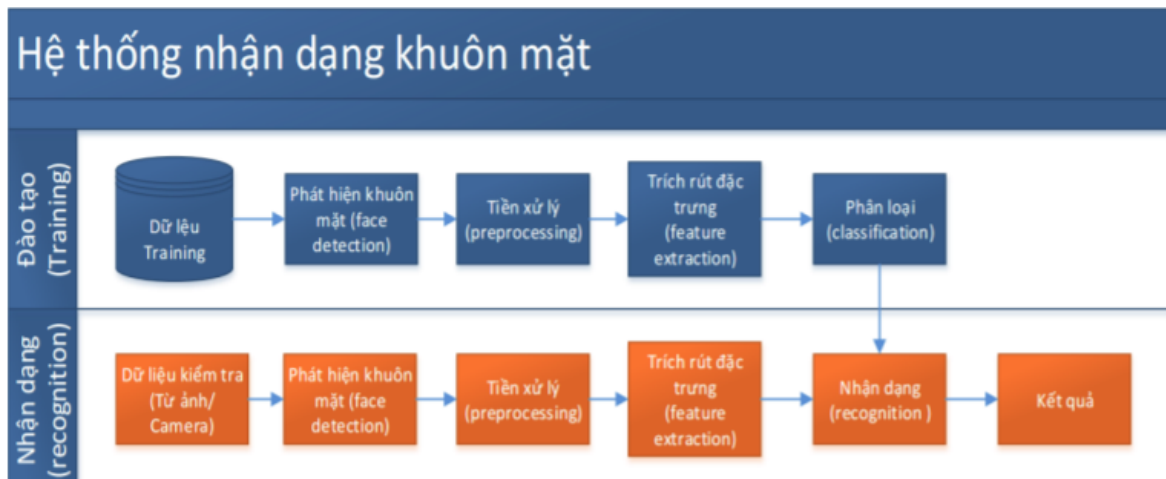 Hệ thống nhận dạng khuôn mặt
Đào tạo
(Training)
Dữ lệu
Training
Phát hiện khuôn
mặt (face
detection)
Tiền xử lý
(preprocessing)
Trích rút đặc
trưng
(feature
extraction)
Phân loại
(classification)
Nhận dạng
(recognition)
Dữ liệu kiểm tra
(Từ ảnh/
Camera)
Phát hiện khuôn
mặt (face
detection)
Tiền xử lý
(preprocessing)
Trích rút đặc
trưng
(feature
extraction)
Nhận dạng
(recognition )
Kết quả